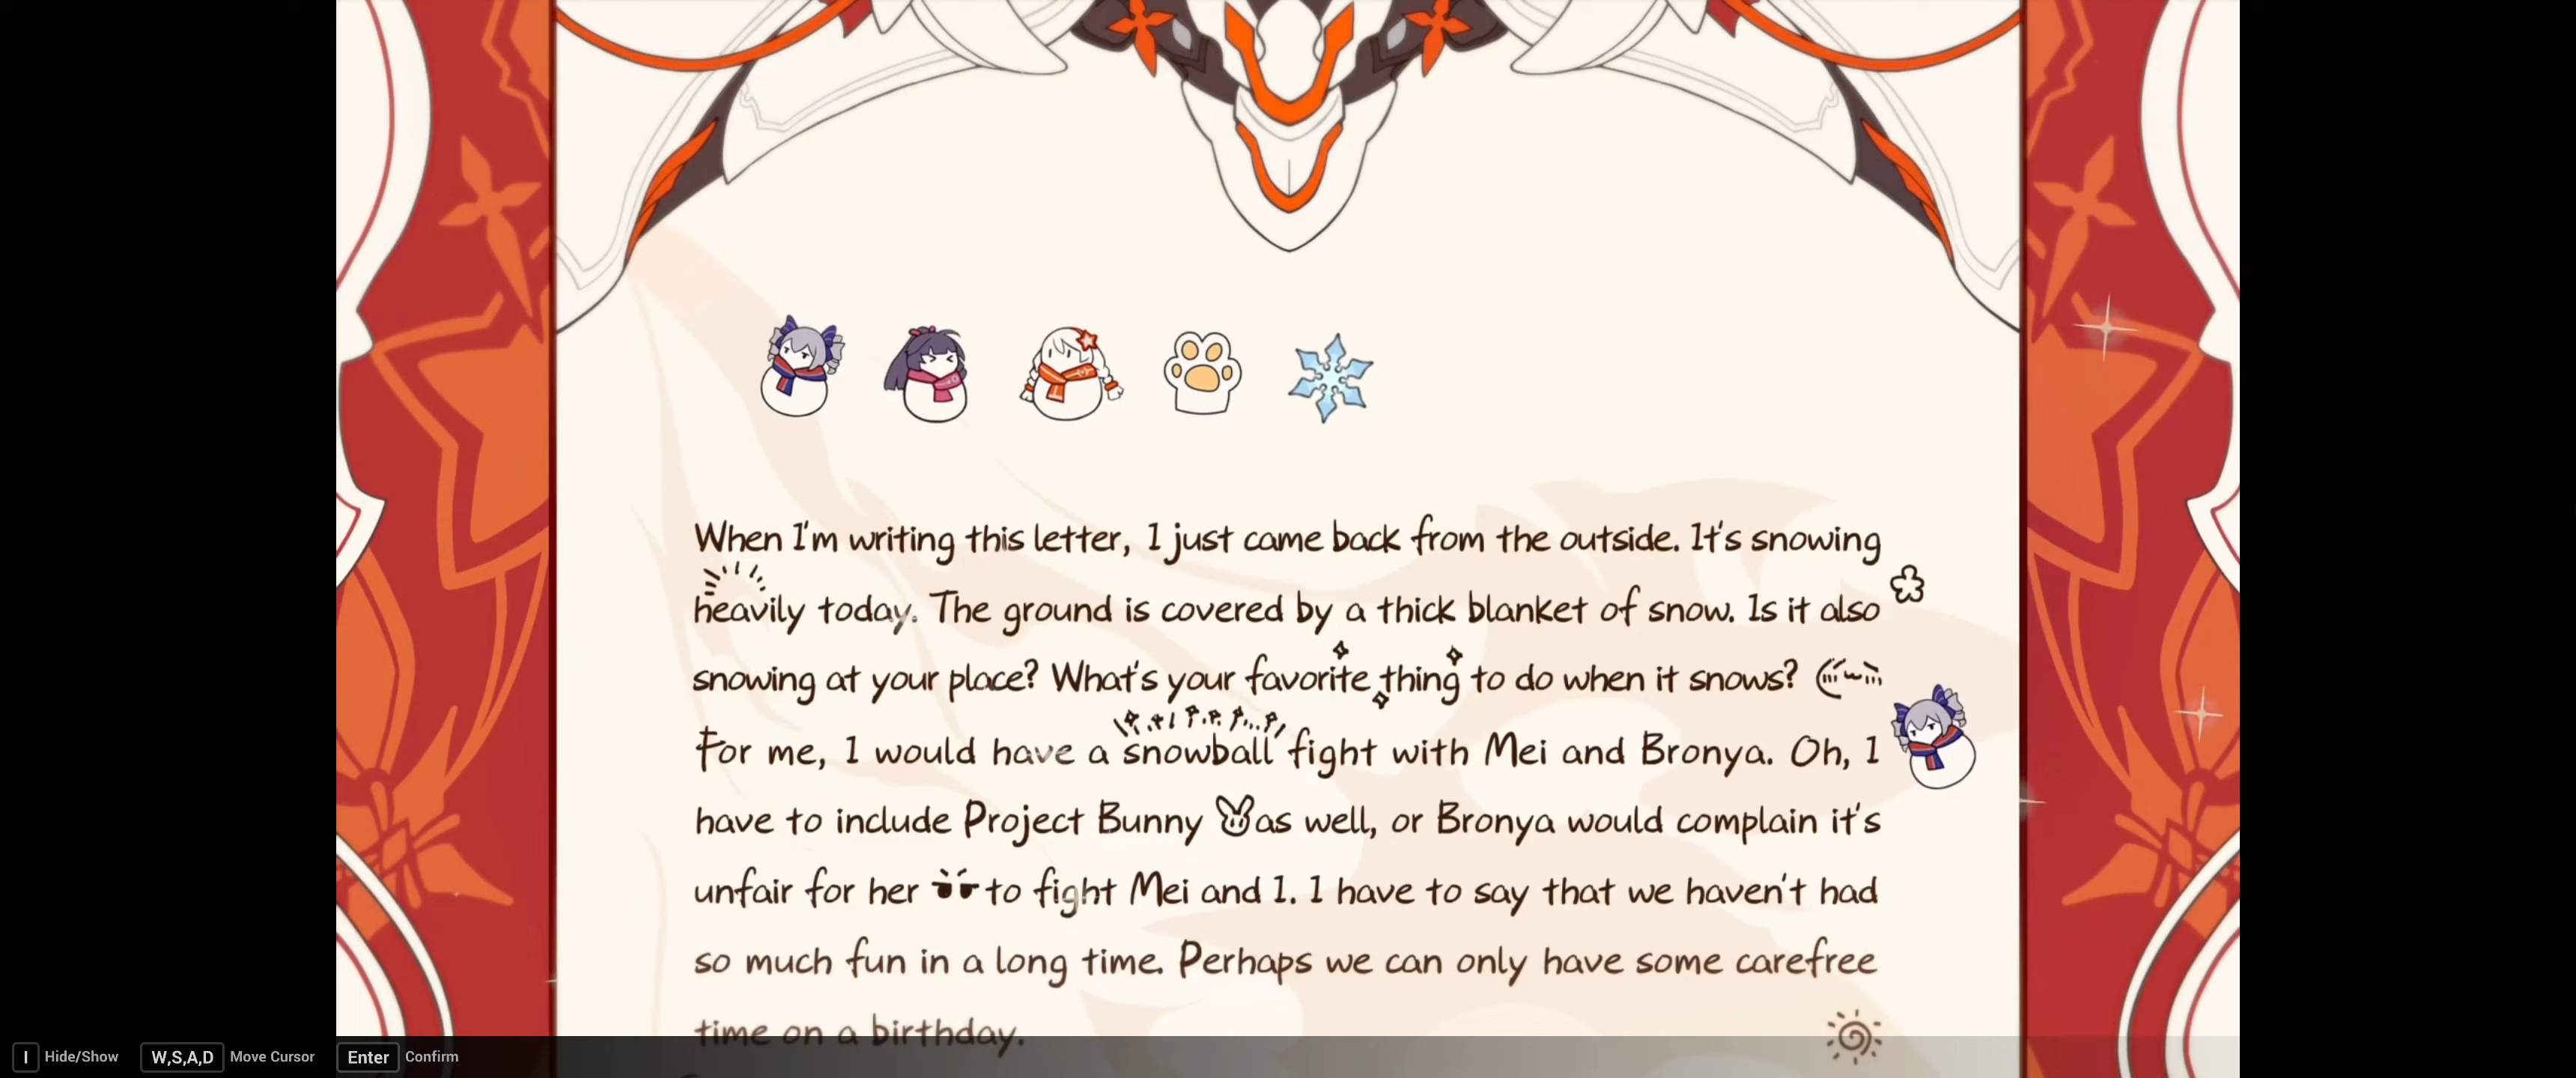 When I'm writing this letter, I just came back from the outside. It's snowing
heavily today. The ground is covered by a thick blanket of snow. Is it also
snowing at your place? What's your favorite thing to do when it snows?
For me, I would have a snowball fight with Mei and Bronya. Oh, I
have to include Project Bunny as well, or Bronya would complain it's
unfair for her to fight Mei and I. I have to say that we haven't had
so much fun in a long time. Perhaps we can only have some carefree
time on a birthday.
I Hide/Show W,S,A,D Move Cursor Enter Confirm